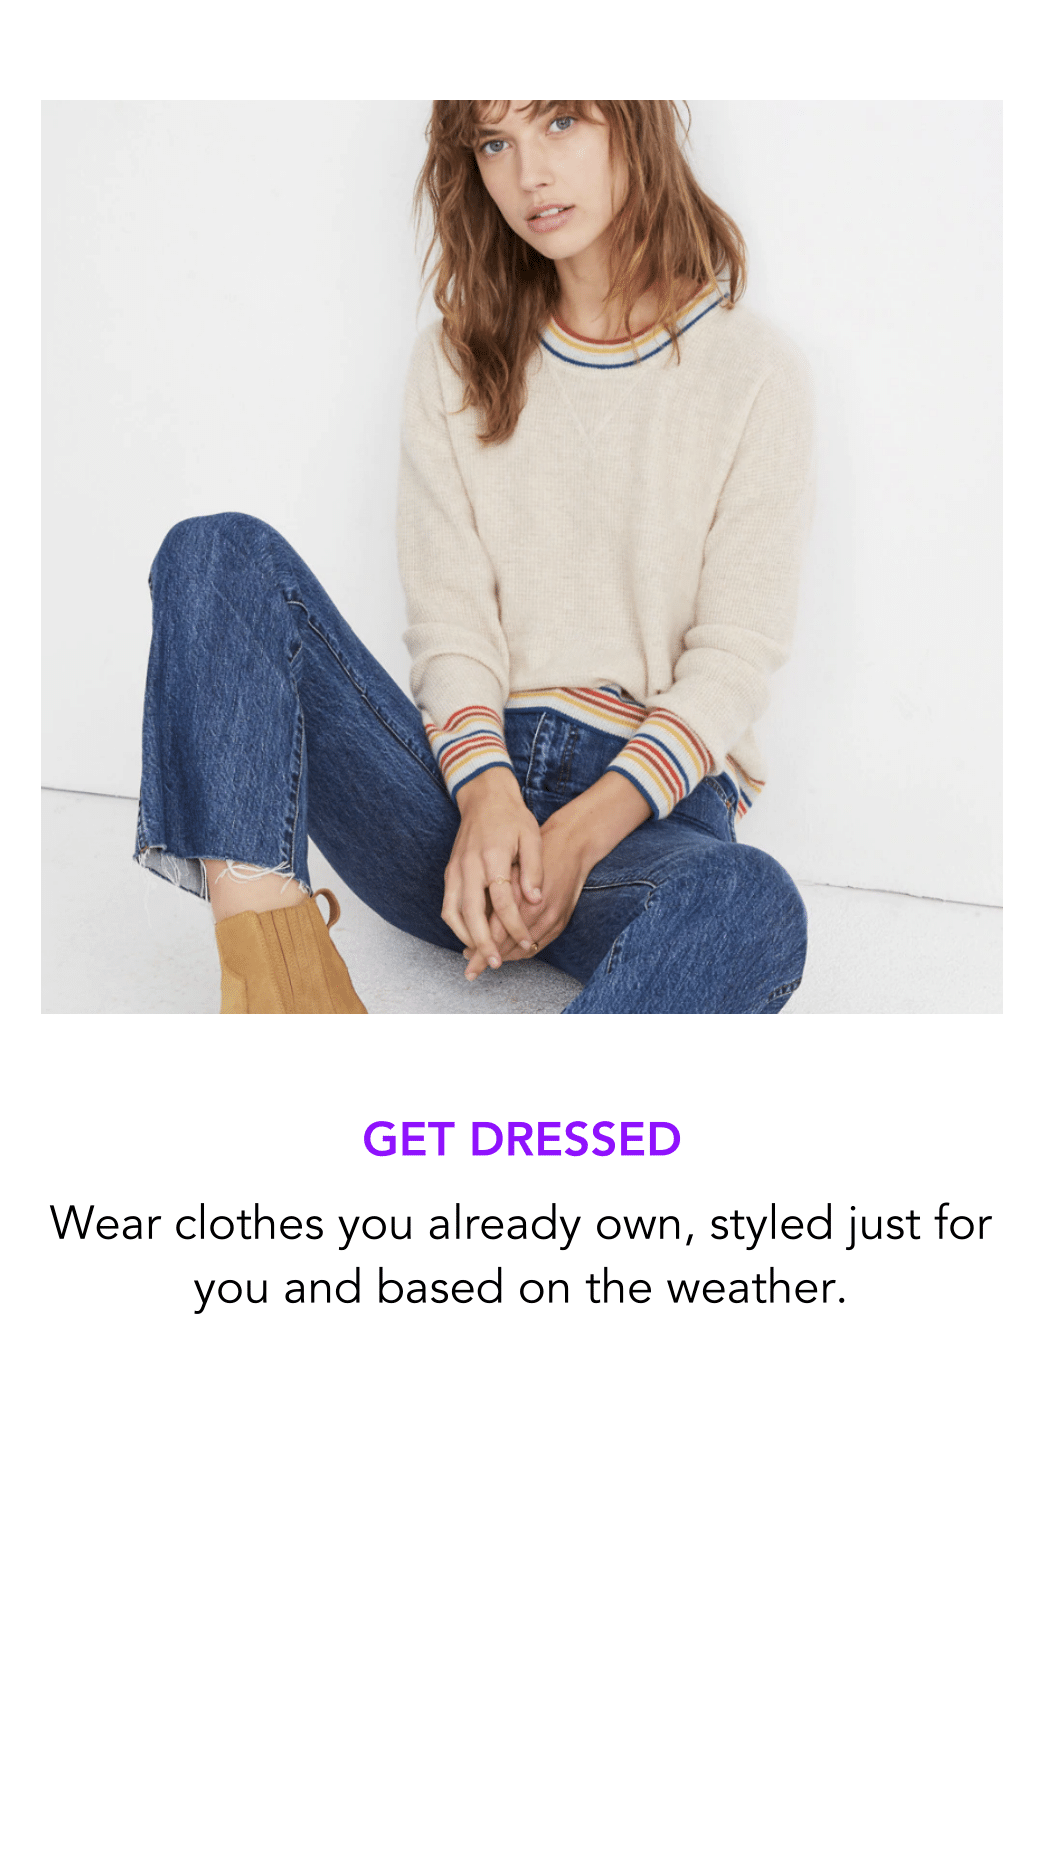 GET DRESSED
Wear clothes you already own, styled just for
you and based on the weather.